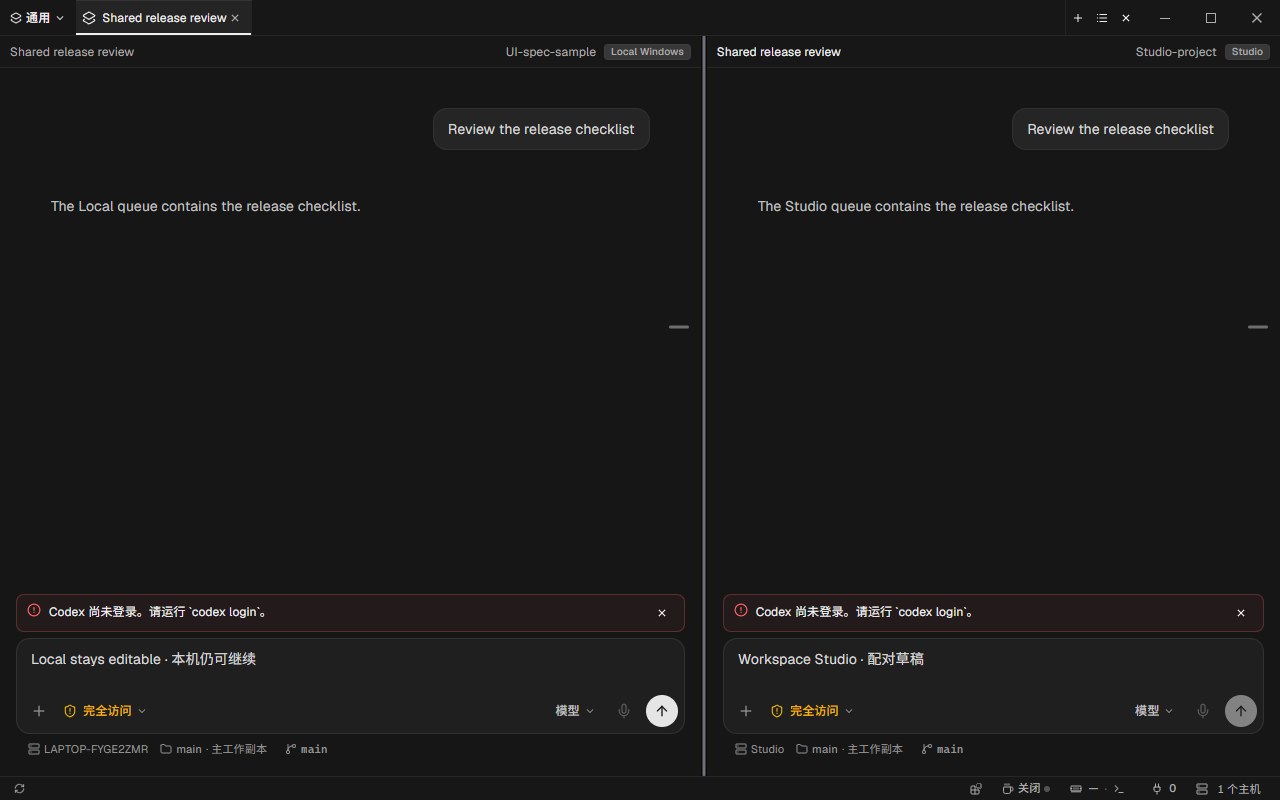 通用
Shared release review
Shared release review
UI-spec-sample
Local Windows
Review the release checklist
The Local queue contains the release checklist.
Codex 尚未登录。请运行 `codex login`。
Local stays editable · 本机仍可继续
完全访问
模型
LAPTOP-FYGE2ZMR
main · 主工作副本
main
Shared release review
Studio-project
Studio
Review the release checklist
The Studio queue contains the release checklist.
Codex 尚未登录。请运行 `codex login`。
Workspace Studio · 配对草稿
完全访问
模型
Studio
main · 主工作副本
main
关闭
— ·
0
1 个主机